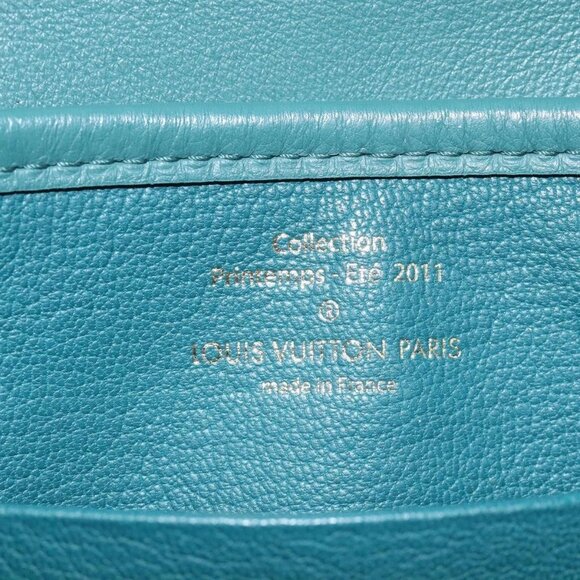 Collection
Printemps - Eté 2011
®
LOUIS VUITTON PARIS
made in France